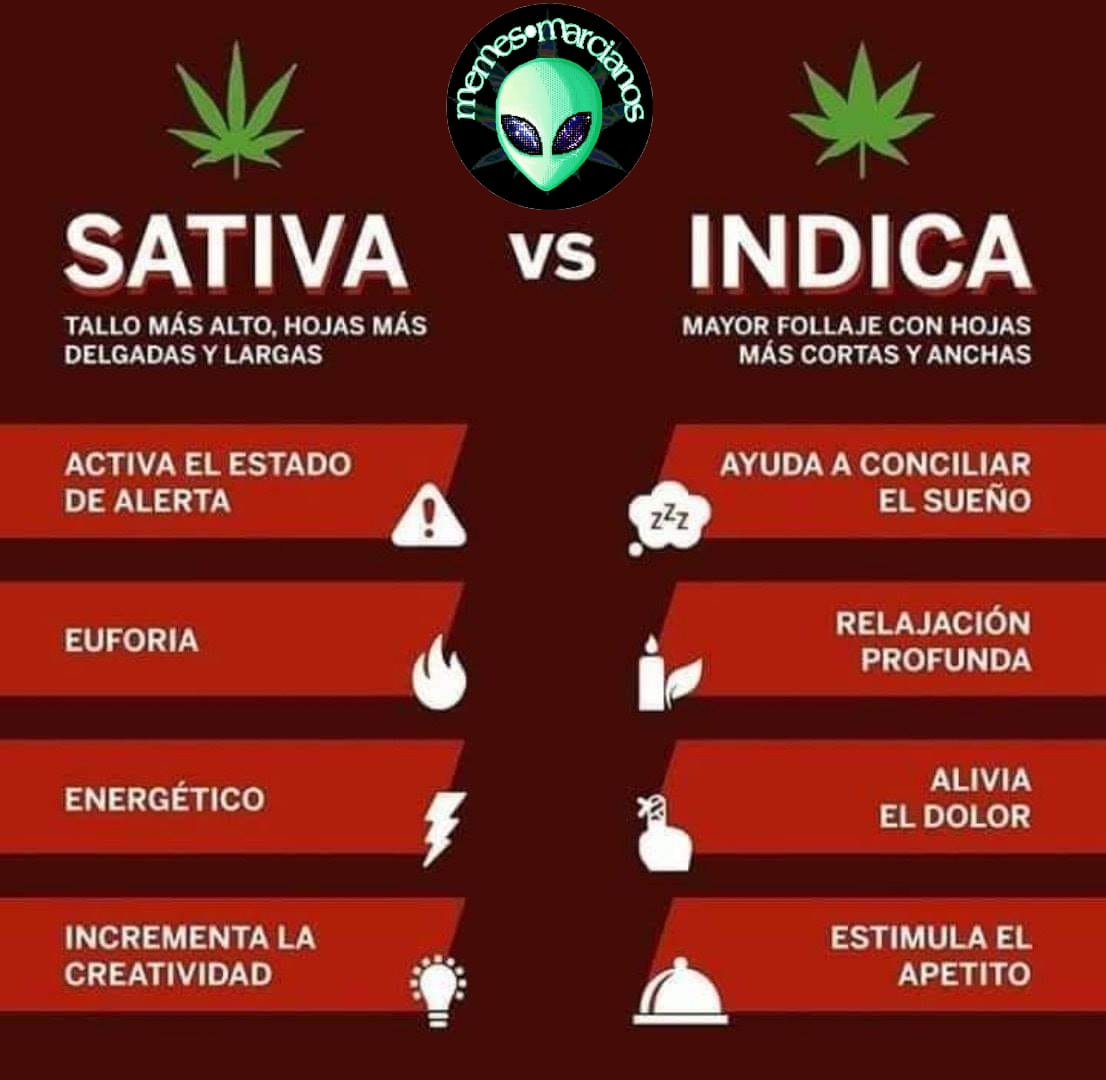 memes•marcianos
SATIVA
VS
INDICA
TALLO MÁS ALTO, HOJAS MÁS
DELGADAS Y LARGAS
MAYOR FOLLAJE CON HOJAS
MÁS CORTAS Y ANCHAS
ACTIVA EL ESTADO
DE ALERTA
zzz
AYUDA A CONCILIAR
EL SUEÑO
EUFORIA
RELAJACIÓN
PROFUNDA
ENERGÉTICO
ALIVIA
EL DOLOR
INCREMENTA LA
CREATIVIDAD
ESTIMULA EL
APETITO